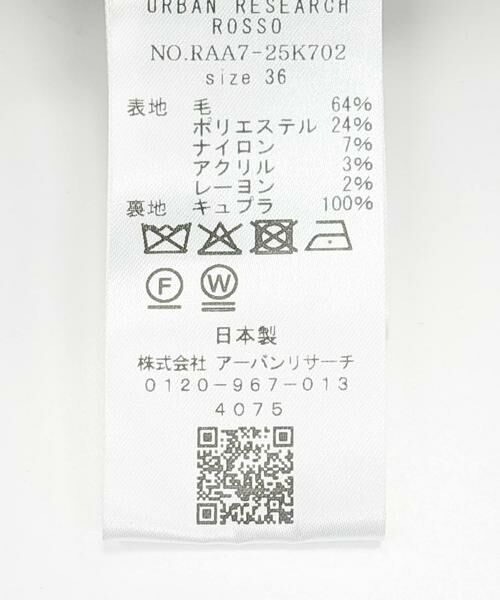 URBAN RESEARCH
ROSSO
NO.RAA7-25K702
size 36
表地 毛 64%
ポリエステル 24%
ナイロン 7%
アクリル 3%
レーヨン 2%
裏地 キュプラ 100%
F W
日本製
株式会社 アーバンリサーチ
0120-967-013
4075